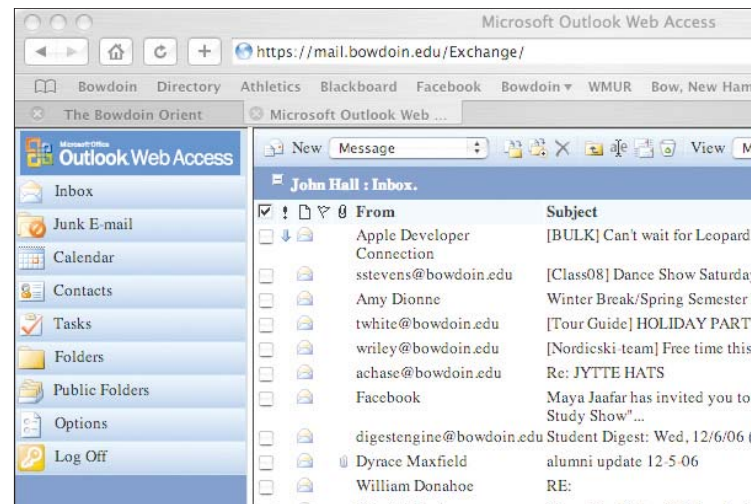 Microsoft Outlook Web Access
https://mail.bowdoin.edu/Exchange/
Bowdoin Directory Athletics Blackboard Facebook Bowdoin WMUR Bow, New Ham
The Bowdoin Orient Microsoft Outlook Web ...
Microsoft Office
Outlook Web Access
Inbox
Junk E-mail
Calendar
Contacts
Tasks
Folders
Public Folders
Options
Log Off
New Message View M
John Hall : Inbox.
From Subject
Apple Developer [BULK] Can't wait for Leopard
Connection
sstevens@bowdoin.edu [Class08] Dance Show Saturday
Amy Dionne Winter Break/Spring Semester
twhite@bowdoin.edu [Tour Guide] HOLIDAY PART
wriley@bowdoin.edu [Nordicski-team] Free time this
achase@bowdoin.edu Re: JYTTE HATS
Facebook Maya Jaafar has invited you to
Study Show"...
digestengine@bowdoin.edu Student Digest: Wed, 12/6/06 (
Dyrace Maxfield alumni update 12-5-06
William Donahoe RE: